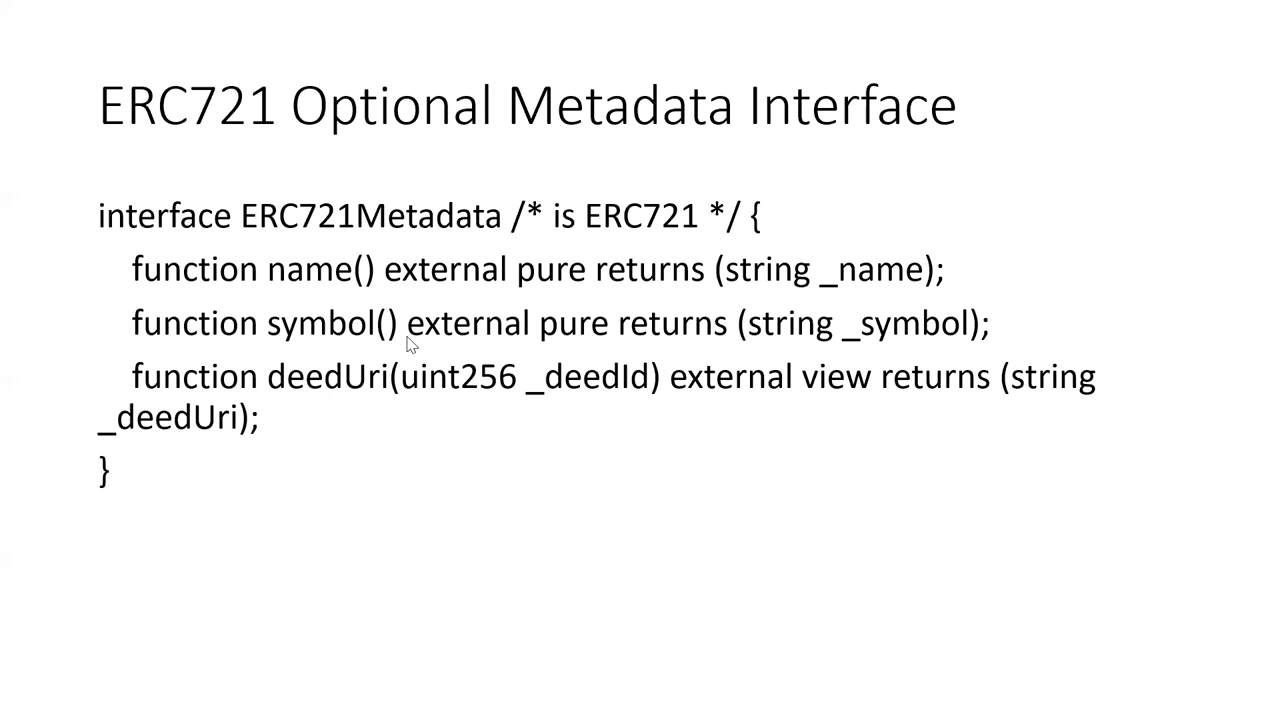 ERC721 Optional Metadata Interface
interface ERC721Metadata /* is ERC721 */ {
function name() external pure returns (string _name);
function symbol() external pure returns (string _symbol);
function deedUri(uint256 _deedId) external view returns (string
_deedUri);
}